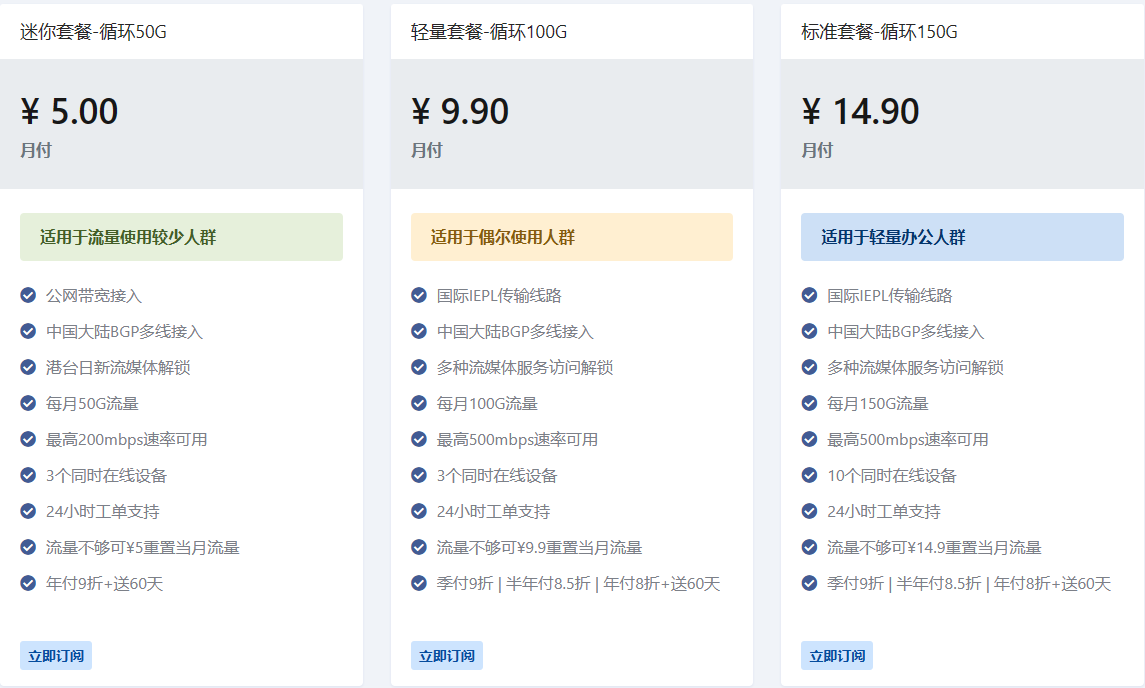 迷你套餐-循环50G
¥ 5.00
月付
适用于流量使用较少人群
公网带宽接入
中国大陆BGP多线接入
港台日新流媒体解锁
每月50G流量
最高200mbps速率可用
3个同时在线设备
24小时工单支持
流量不够可¥5重置当月流量
年付9折+送60天
立即订阅
轻量套餐-循环100G
¥ 9.90
月付
适用于偶尔使用人群
国际IEPL传输线路
中国大陆BGP多线接入
多种流媒体服务访问解锁
每月100G流量
最高500mbps速率可用
3个同时在线设备
24小时工单支持
流量不够可¥9.9重置当月流量
季付9折 | 半年付8.5折 | 年付8折+送60天
立即订阅
标准套餐-循环150G
¥ 14.90
月付
适用于轻量办公人群
国际IEPL传输线路
中国大陆BGP多线接入
多种流媒体服务访问解锁
每月150G流量
最高500mbps速率可用
10个同时在线设备
24小时工单支持
流量不够可¥14.9重置当月流量
季付9折 | 半年付8.5折 | 年付8折+送60天
立即订阅